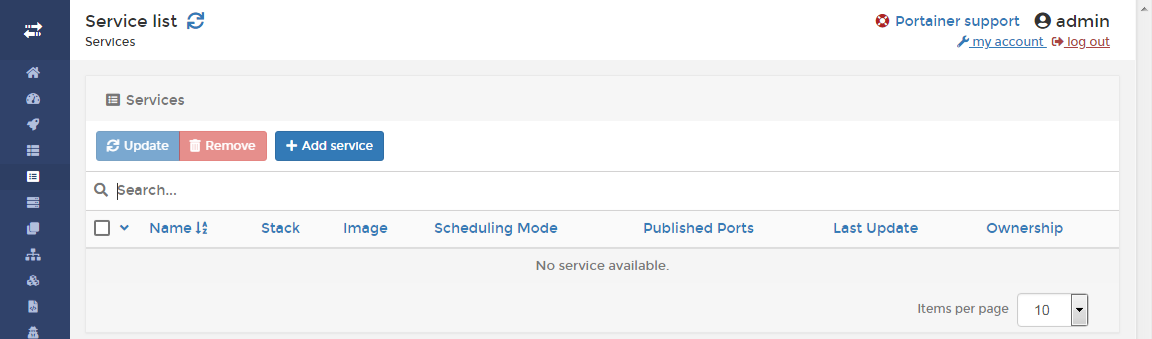 Service list
Portainer support admin
Services
my account log out
Services
Update Remove Add service
Search...
Name Stack Image Scheduling Mode Published Ports Last Update Ownership
No service available.
Items per page 10